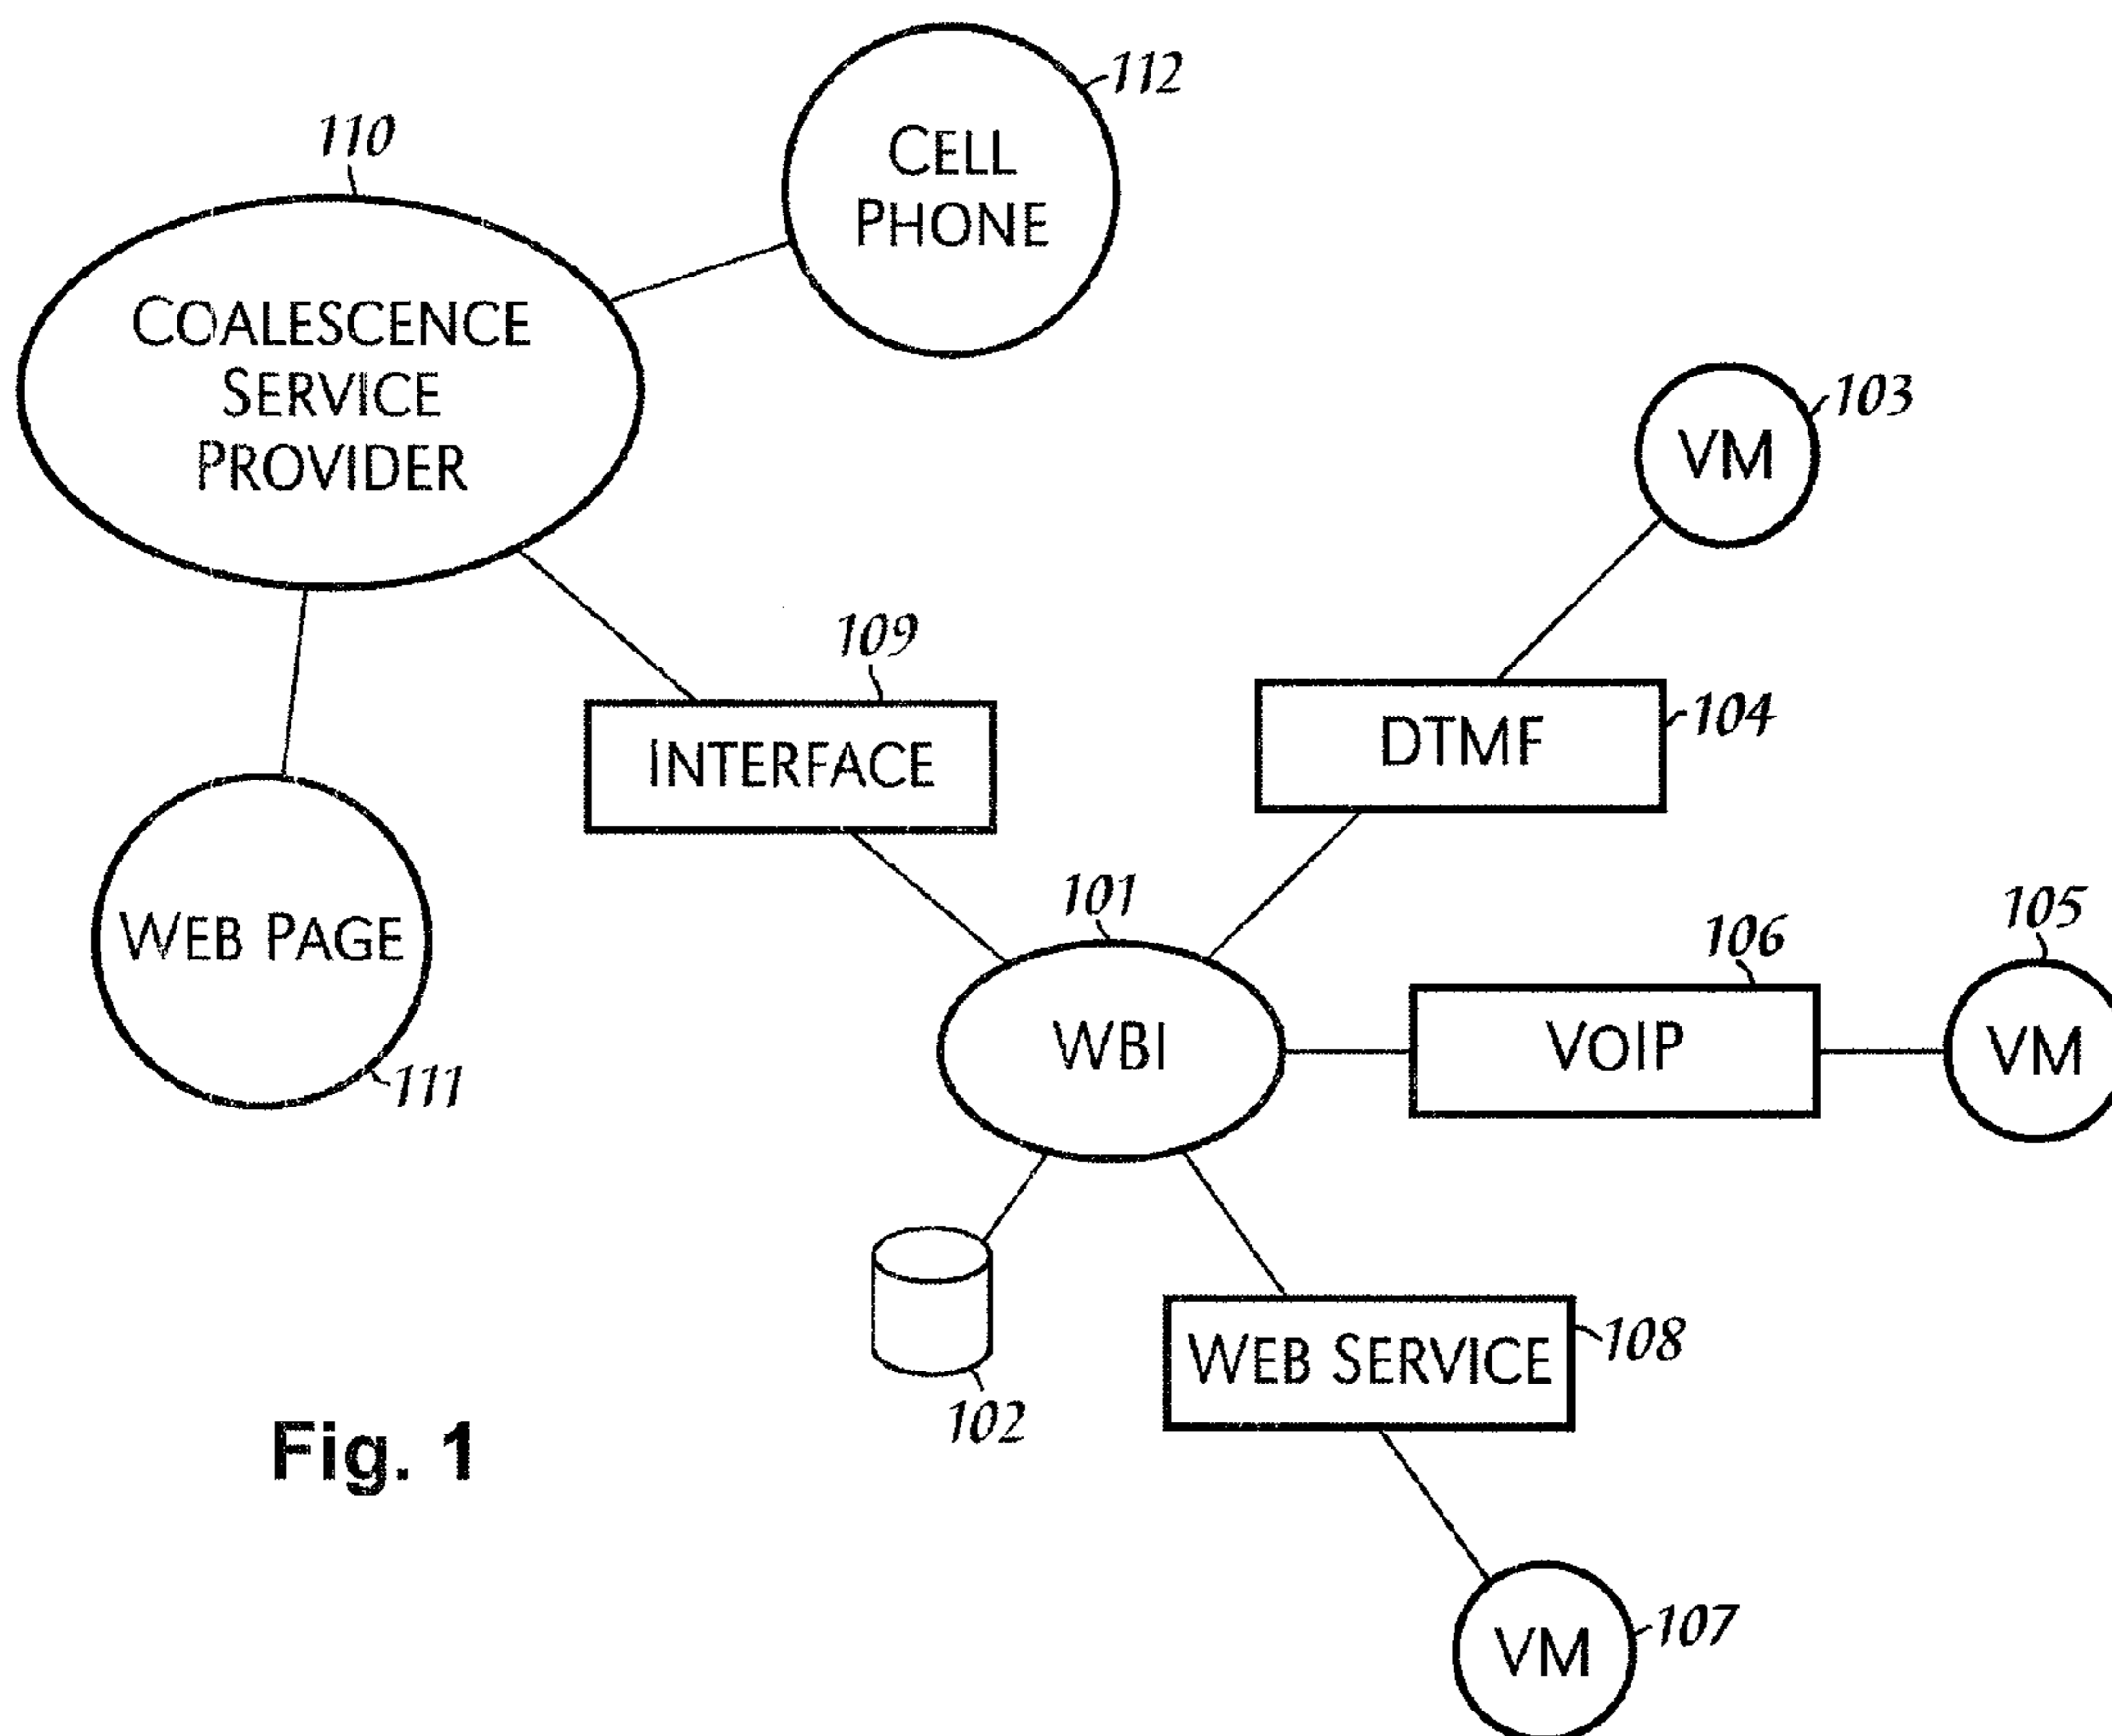 112
CELL
PHONE
110
COALESCENCE
SERVICE
PROVIDER
103
VM
109
INTERFACE
DTMF
104
101
106
105
WEB PAGE
WBI
VOIP
VM
111
102
WEB SERVICE
108
Fig. 1
VM
107